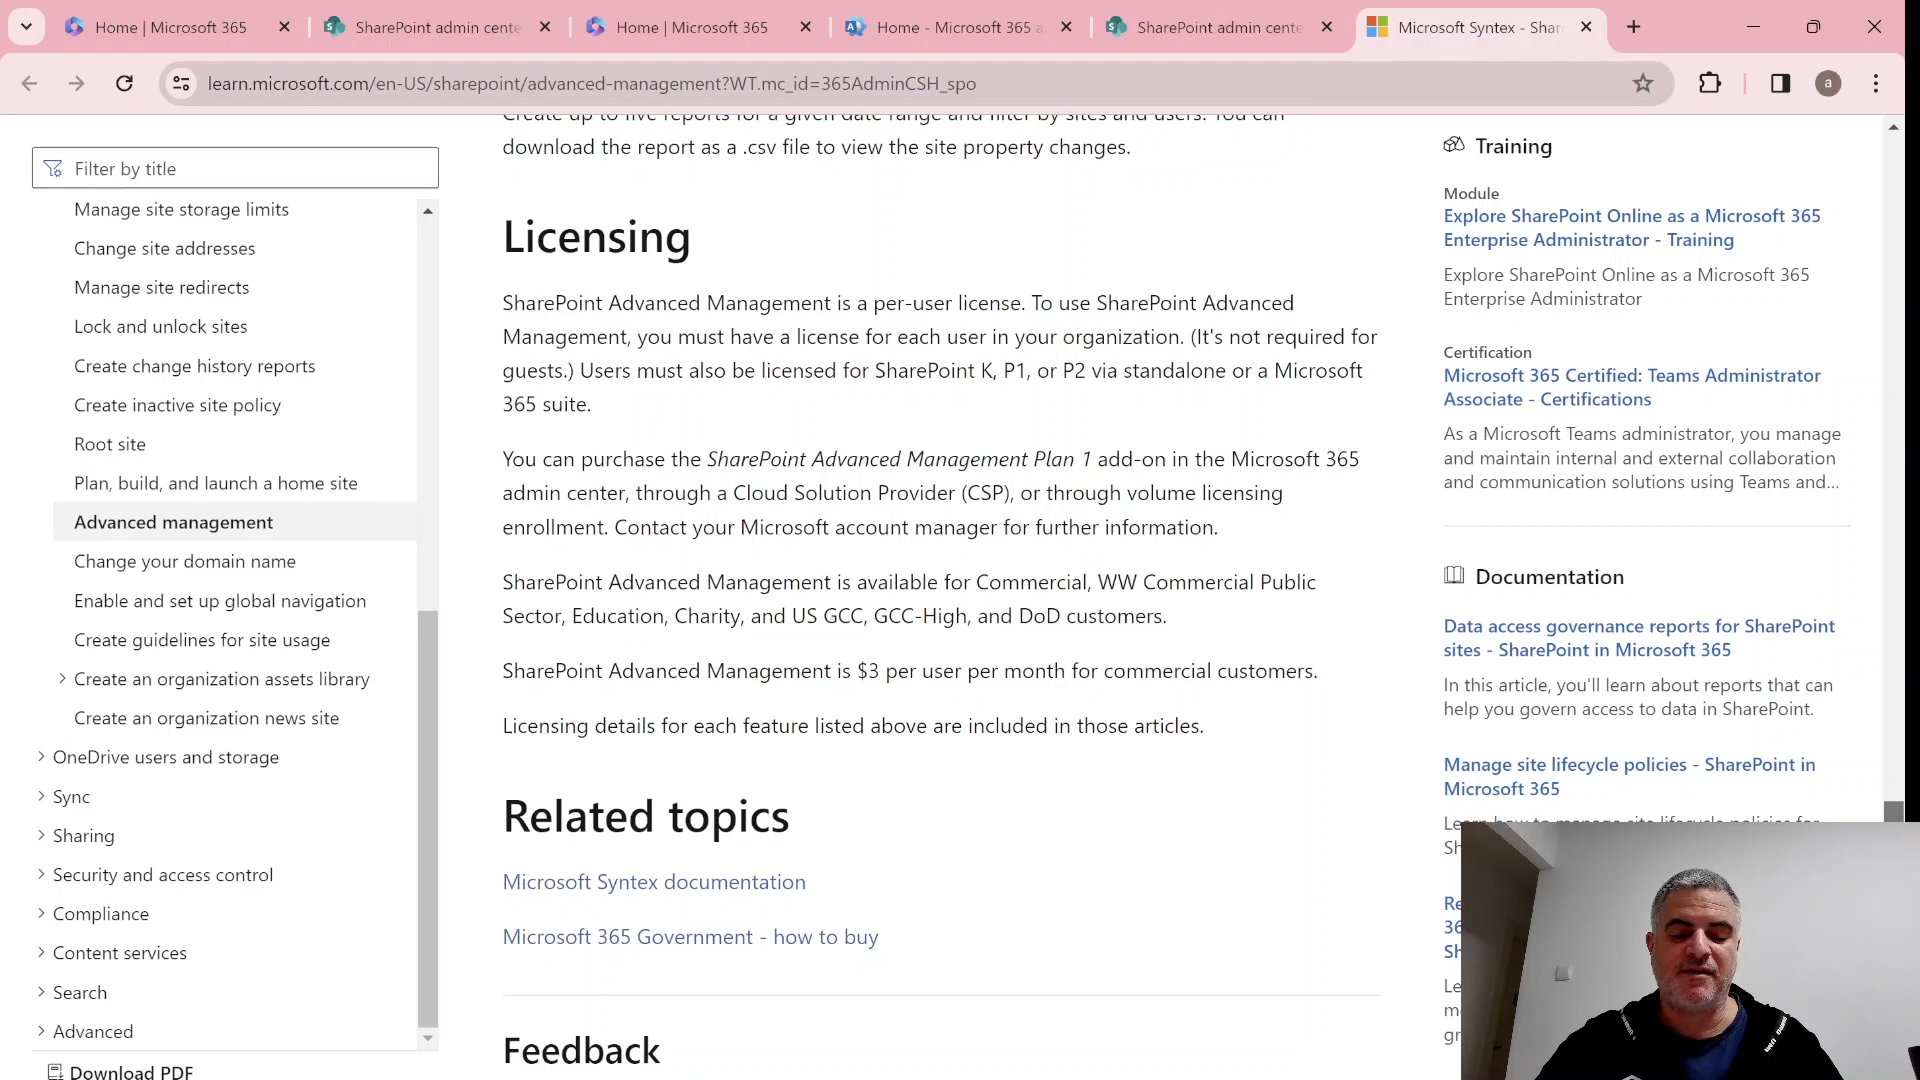 Home | Microsoft 365
SharePoint admin cente
Home | Microsoft 365
Home - Microsoft 365 a
SharePoint admin cente
Microsoft Syntex - Shar
learn.microsoft.com/en-US/sharepoint/advanced-management?WT.mc_id=365AdminCSH_spo
a
Filter by title
Manage site storage limits
Change site addresses
Manage site redirects
Lock and unlock sites
Create change history reports
Create inactive site policy
Root site
Plan, build, and launch a home site
Advanced management
Change your domain name
Enable and set up global navigation
Create guidelines for site usage
Create an organization assets library
Create an organization news site
OneDrive users and storage
Sync
Sharing
Security and access control
Compliance
Content services
Search
Advanced
Download PDF
Create up to five reports for a given date range and filter by sites and users. You can
download the report as a .csv file to view the site property changes.
Licensing
SharePoint Advanced Management is a per-user license. To use SharePoint Advanced
Management, you must have a license for each user in your organization. (It's not required for
guests.) Users must also be licensed for SharePoint K, P1, or P2 via standalone or a Microsoft
365 suite.
You can purchase the SharePoint Advanced Management Plan 1 add-on in the Microsoft 365
admin center, through a Cloud Solution Provider (CSP), or through volume licensing
enrollment. Contact your Microsoft account manager for further information.
SharePoint Advanced Management is available for Commercial, WW Commercial Public
Sector, Education, Charity, and US GCC, GCC-High, and DoD customers.
SharePoint Advanced Management is $3 per user per month for commercial customers.
Licensing details for each feature listed above are included in those articles.
Related topics
Microsoft Syntex documentation
Microsoft 365 Government - how to buy
Feedback
Training
Module
Explore SharePoint Online as a Microsoft 365
Enterprise Administrator - Training
Explore SharePoint Online as a Microsoft 365
Enterprise Administrator
Certification
Microsoft 365 Certified: Teams Administrator
Associate - Certifications
As a Microsoft Teams administrator, you manage
and maintain internal and external collaboration
and communication solutions using Teams and...
Documentation
Data access governance reports for SharePoint
sites - SharePoint in Microsoft 365
In this article, you'll learn about reports that can
help you govern access to data in SharePoint.
Manage site lifecycle policies - SharePoint in
Microsoft 365